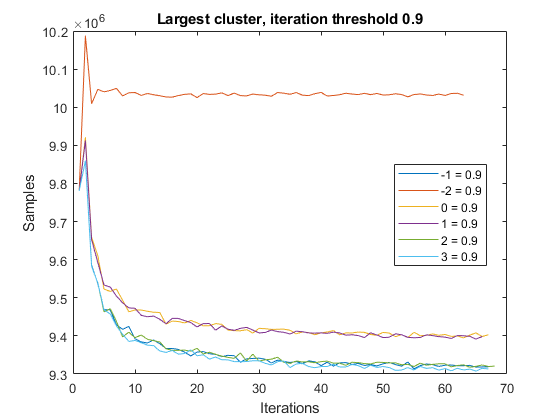 Largest cluster, iteration threshold 0.9
×10^6
10.2
10.1
10
9.9
9.8
9.7
9.6
9.5
9.4
9.3
Samples
-1 = 0.9
-2 = 0.9
0 = 0.9
1 = 0.9
2 = 0.9
3 = 0.9
0 10 20 30 40 50 60 70
Iterations